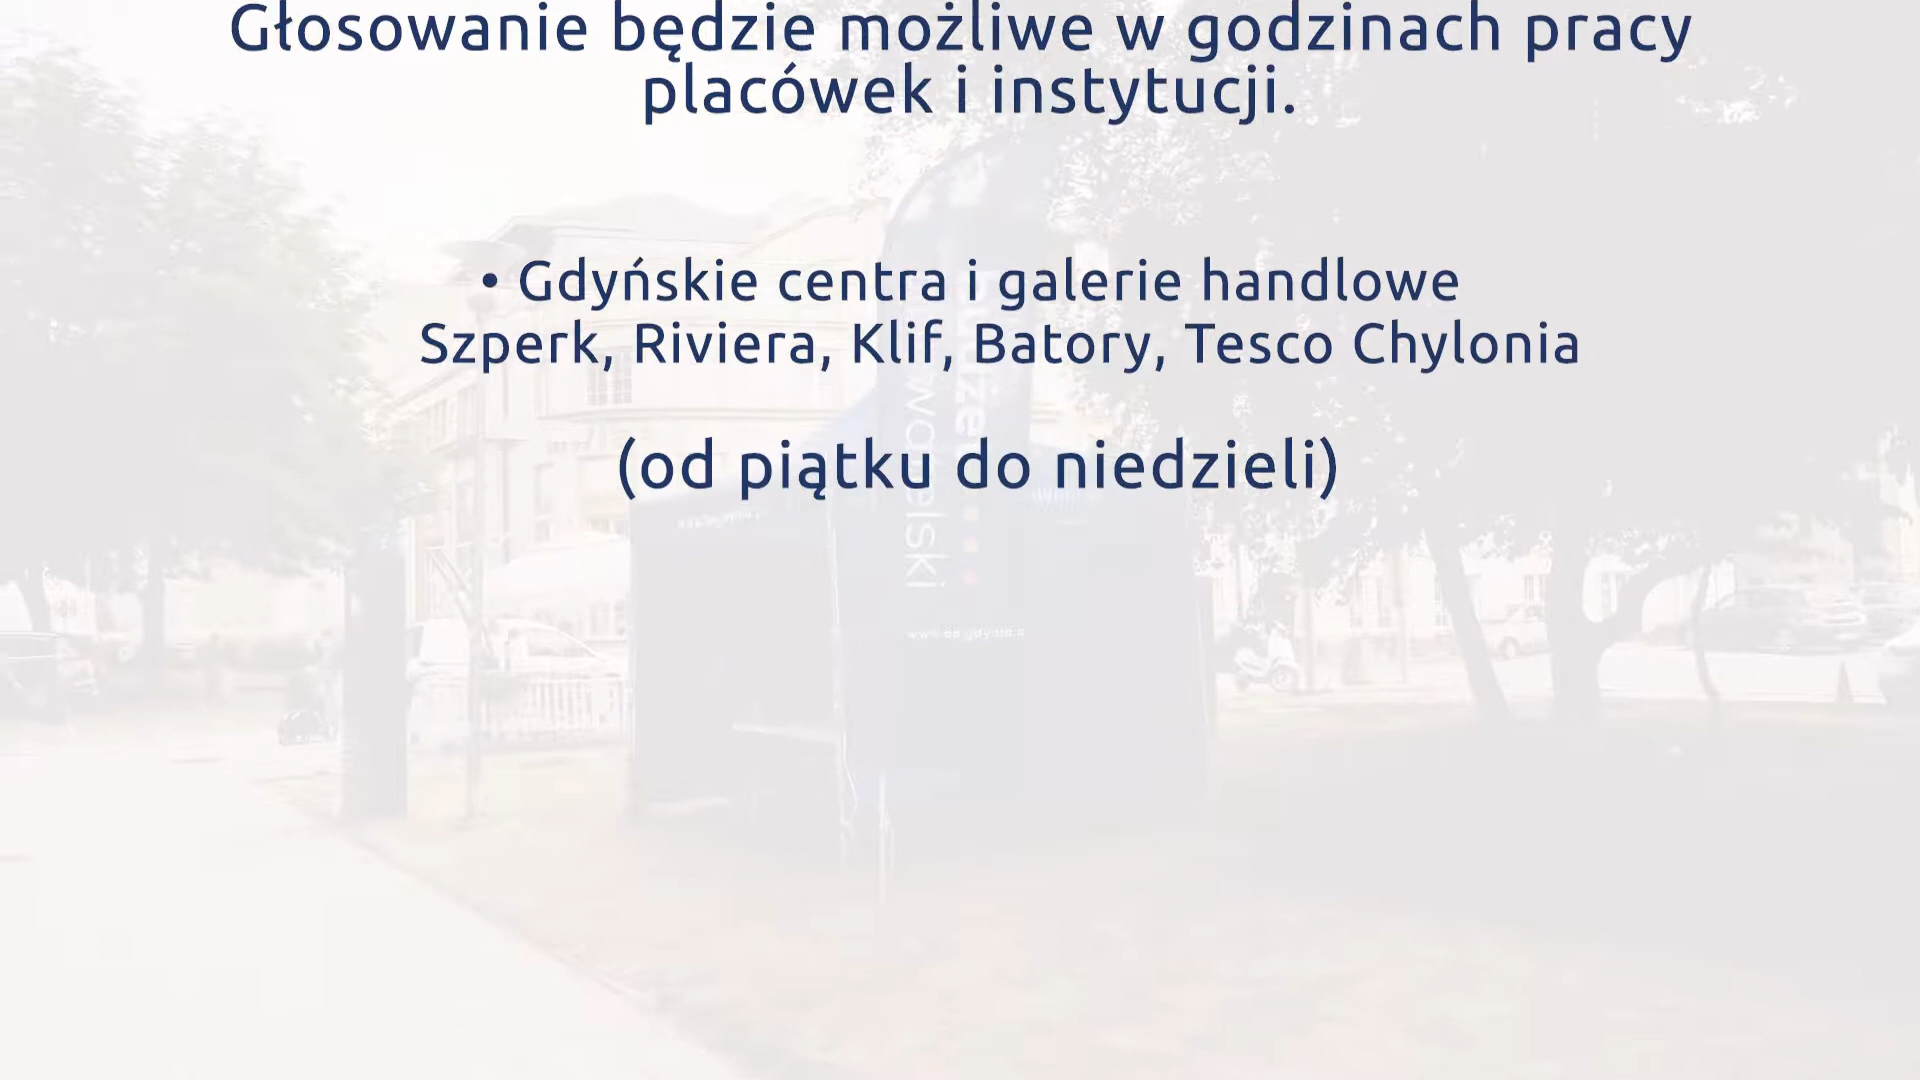 Głosowanie będzie możliwe w godzinach pracy
placówek i instytucji.
• Gdyńskie centra i galerie handlowe
Szperk, Riviera, Klif, Batory, Tesco Chylonia
(od piątku do niedzieli)